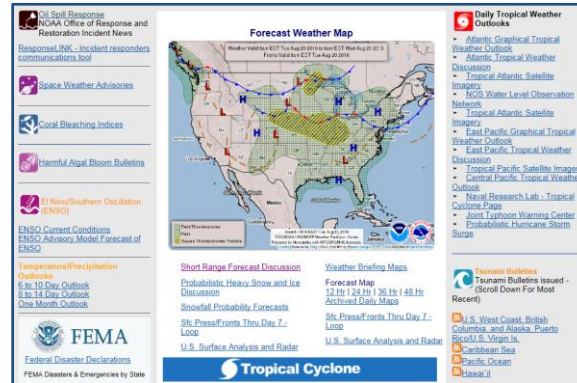 Oil Spill Response
NOAA Office of Response and
Restoration Incident News
ResponseLINK - Incident responders
communications tool
Space Weather Advisories
Coral Bleaching Indices
Harmful Algal Bloom Bulletins
El Nino/Southern Oscillation
(ENSO)
ENSO Current Conditions
ENSO Advisory Model Forecast of
ENSO
Temperature/Precipitation
Outlooks
6 to 10 Day Outlook
8 to 14 Day Outlook
One Month Outlook
FEMA
Federal Disaster Declarations
FEMA Disasters & Emergencies by State
Forecast Weather Map
Short Range Forecast Discussion
Probabilistic Heavy Snow and Ice
Discussion
Snowfall Probability Forecasts
Sfc Press/Fronts Thru Day 7 -
Loop
U.S. Surface Analysis and Radar
Weather Briefing Maps
Forecast Map
12 Hr | 24 Hr | 36 Hr | 48 Hr
Archived Daily Maps
Sfc Press/Fronts Thru Day 7 -
Loop
U.S. Surface Analysis and Radar
Tropical Cyclone
Daily Tropical Weather
Outlooks
Atlantic Graphical Tropical
Weather Outlook
Atlantic Tropical Weather
Discussion
Tropical Atlantic Satellite
Imagery
NOS Water Level Observation
Network
Tropical Atlantic Satellite
Imagery
East Pacific Graphical Tropical
Weather Outlook
East Pacific Tropical Weather
Discussion
Tropical Pacific Satellite Imager
Central Pacific Tropical Weathe
Outlook
Naval Research Lab - Tropical
Cyclone Page
Joint Typhoon Warning Center
Probabilistic Hurricane Storm
Surge
Tsunami Bulletins
Tsunami Bulletins issued -
(Scroll Down For Most
Recent)
U.S. West Coast, British
Columbia, and Alaska, Puerto
Rico/U.S. Virgin Is.
Caribbean Sea
Pacific Ocean
Hawai'i